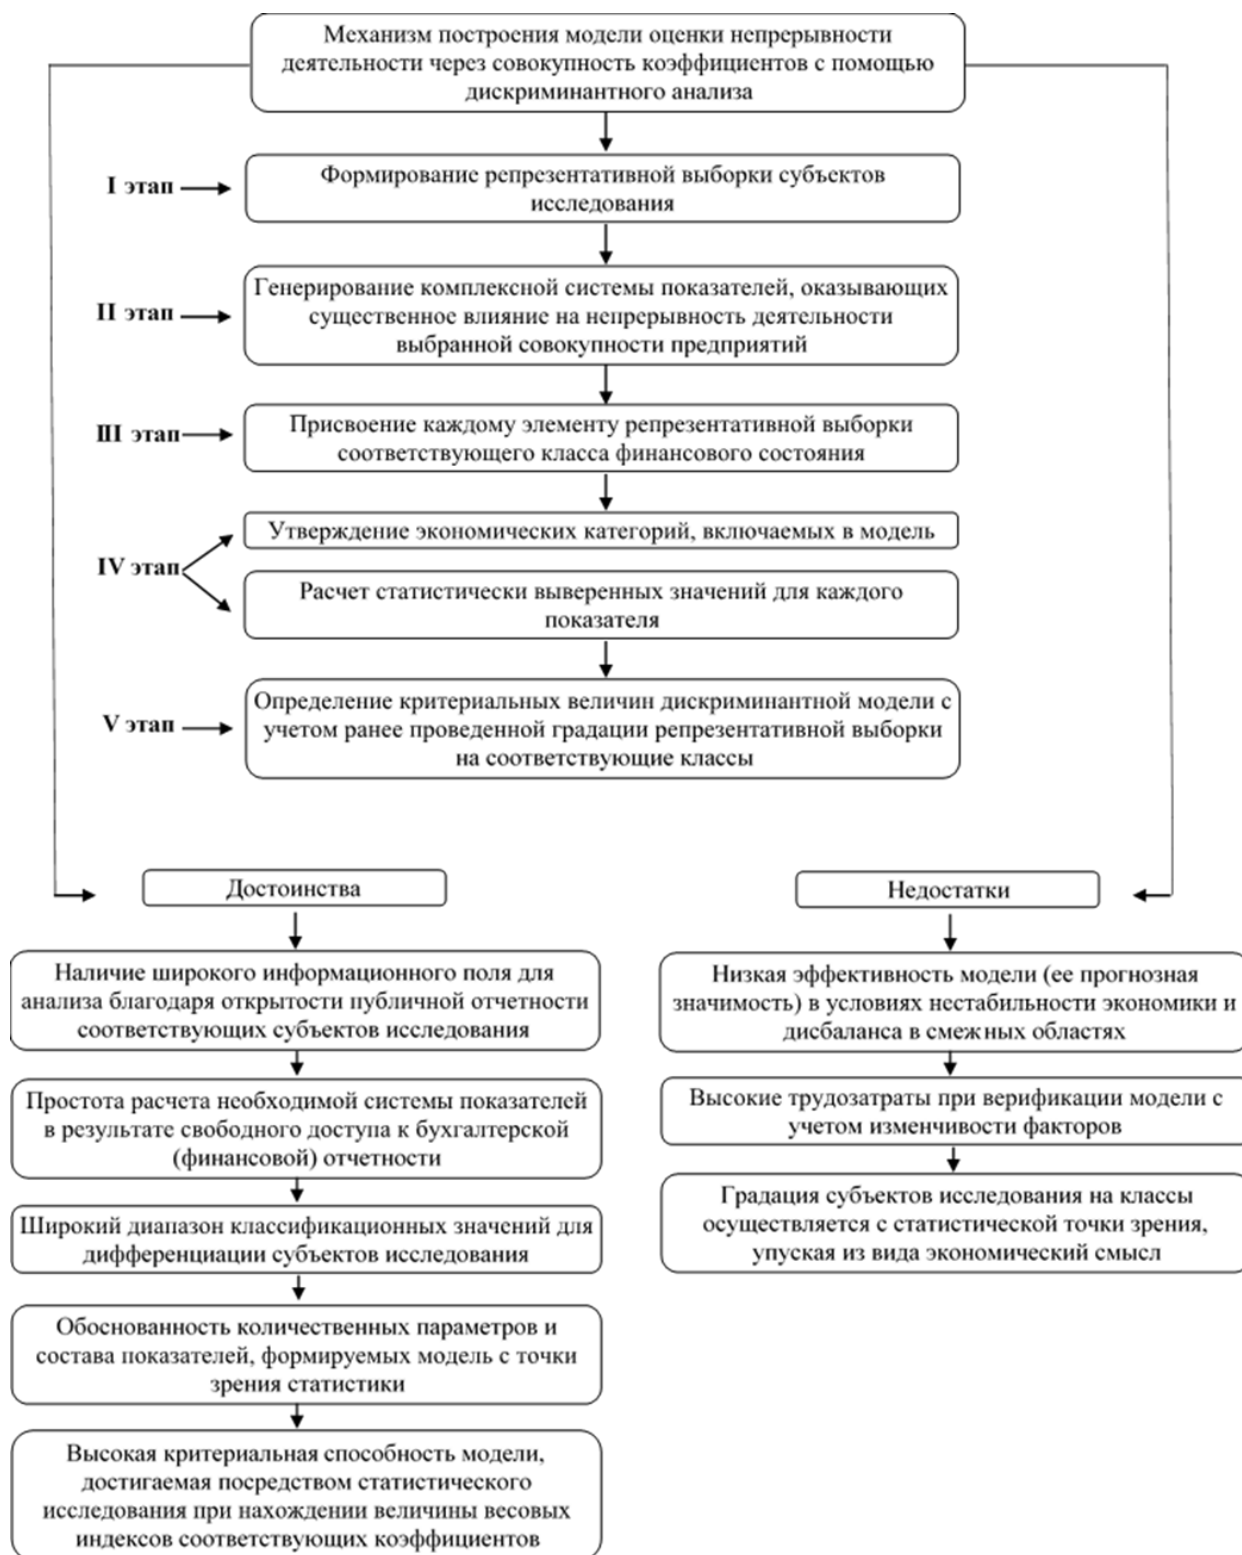 Механизм построения модели оценки непрерывности
деятельности через совокупность коэффициентов с помощью
дискриминантного анализа
I этап
Формирование репрезентативной выборки субъектов
исследования
II этап
Генерирование комплексной системы показателей, оказывающих
существенное влияние на непрерывность деятельности
выбранной совокупности предприятий
III этап
Присвоение каждому элементу репрезентативной выборки
соответствующего класса финансового состояния
IV этап
Утверждение экономических категорий, включаемых в модель
Расчет статистически выверенных значений для каждого
показателя
V этап
Определение критериальных величин дискриминантной модели с
учетом ранее проведенной градации репрезентативной выборки
на соответствующие классы
Достоинства
Наличие широкого информационного поля для
анализа благодаря открытости публичной отчетности
соответствующих субъектов исследования
Простота расчета необходимой системы показателей
в результате свободного доступа к бухгалтерской
(финансовой) отчетности
Широкий диапазон классификационных значений для
дифференциации субъектов исследования
Обоснованность количественных параметров и
состава показателей, формируемых модель с точки
зрения статистики
Высокая критериальная способность модели,
достигаемая посредством статистического
исследования при нахождении величины весовых
индексов соответствующих коэффициентов
Недостатки
Низкая эффективность модели (ее прогнозная
значимость) в условиях нестабильности экономики и
дисбаланса в смежных областях
Высокие трудозатраты при верификации модели с
учетом изменчивости факторов
Градация субъектов исследования на классы
осуществляется с статистической точки зрения,
упуская из вида экономический смысл